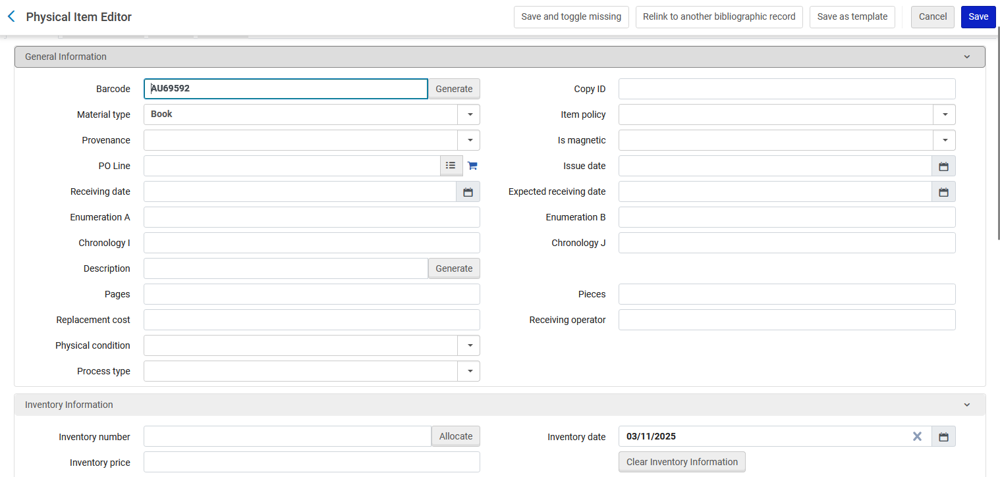 Physical Item Editor Save and toggle missing Relink to another bibliographic record Save as template Cancel Save
General Information
Barcode AU69592 Generate Copy ID
Material type Book Item policy
Provenance Is magnetic
PO Line Issue date
Receiving date Expected receiving date
Enumeration A Enumeration B
Chronology I Chronology J
Description Generate
Pages Pieces
Replacement cost Receiving operator
Physical condition
Process type
Inventory Information
Inventory number Allocate Inventory date 03/11/2025
Inventory price Clear Inventory Information